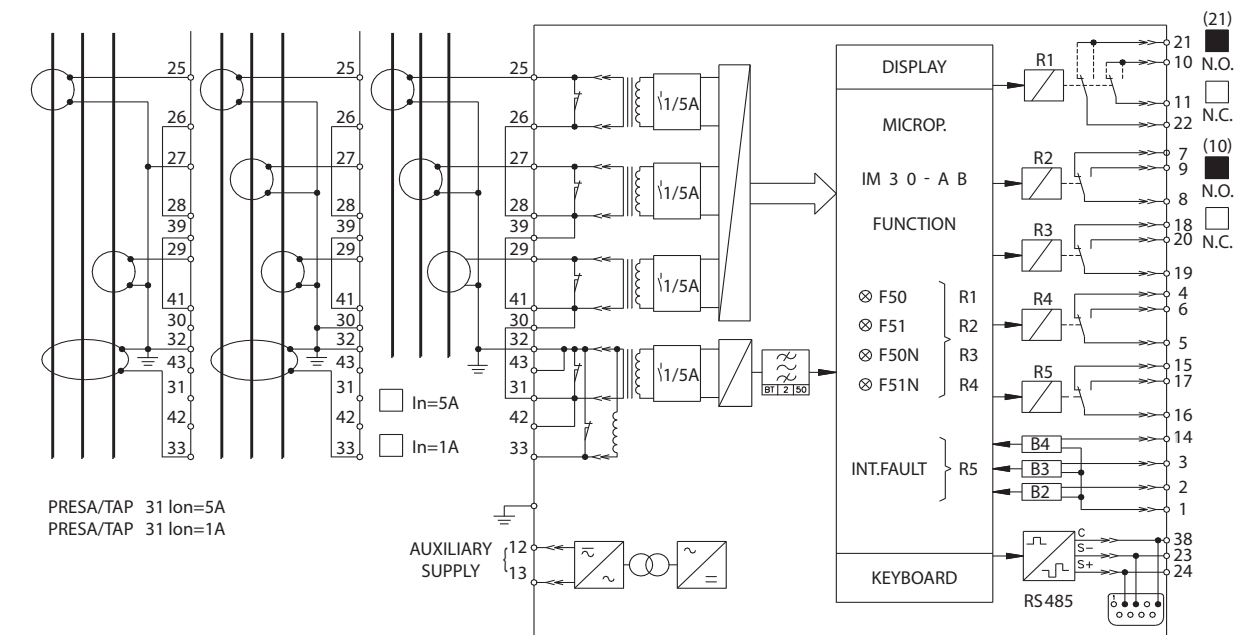 25
26
27
28
39
29
41
30
32
43
31
42
33
25
26
27
28
39
29
41
30
32
43
31
42
33
In=5A
In=1A
25
26
27
28
39
29
41
30
32
43
31
42
33
1/5A
1/5A
1/5A
1/5A
BT 2 50
PRESA/TAP 31 lon=5A
PRESA/TAP 31 lon=1A
AUXILIARY
SUPPLY
12
13
DISPLAY
MICROP.
IM 3 0 - A B
FUNCTION
F50 R1
F51 R2
F50N R3
F51N R4
INT.FAULT R5
KEYBOARD
R1
R2
R3
R4
R5
B4
B3
B2
RS485
C
S-
S+
1
21
10
11
22
7
9
8
18
20
19
4
6
5
15
17
16
14
3
2
1
38
23
24
(21)
N.O.
N.C.
(10)
N.O.
N.C.